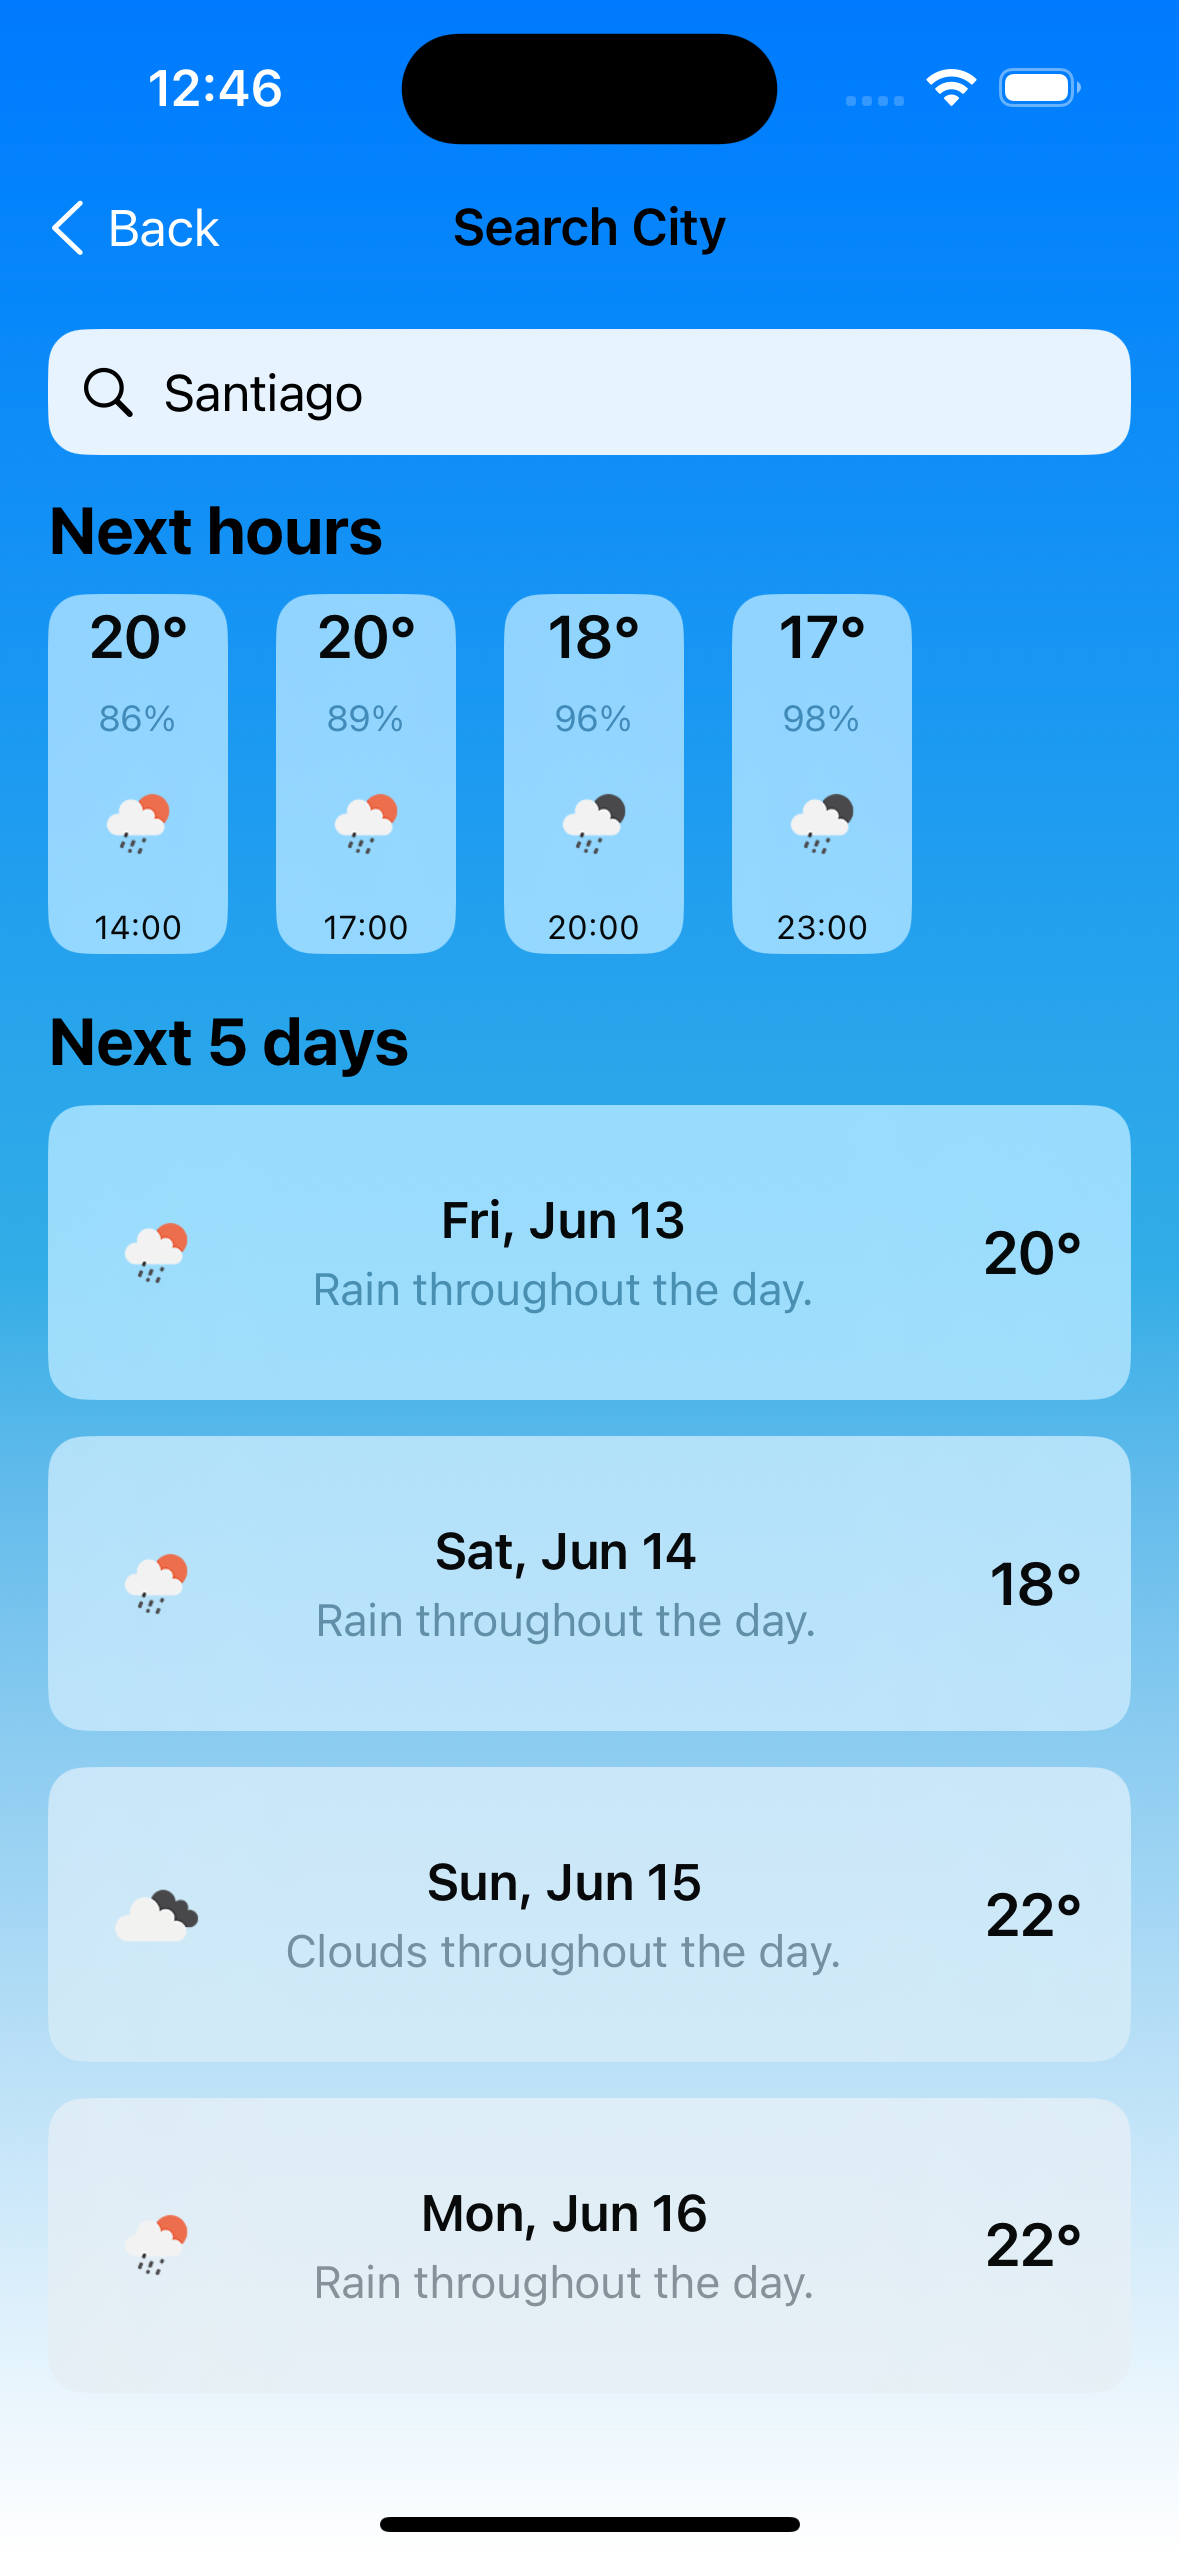 12:46
Back
Search City
Santiago
Next hours
20° 20° 18° 17°
86% 89% 96% 98%
14:00 17:00 20:00 23:00
Next 5 days
Fri, Jun 13
Rain throughout the day.
20°
Sat, Jun 14
Rain throughout the day.
18°
Sun, Jun 15
Clouds throughout the day.
22°
Mon, Jun 16
Rain throughout the day.
22°